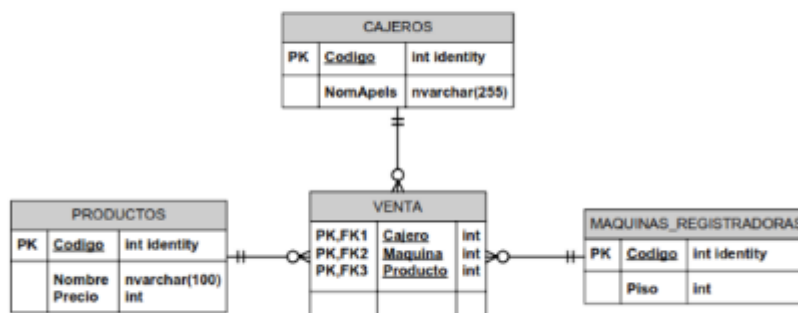 CAJEROS
PK Codigo int identity
NomApels nvarchar(255)
PRODUCTOS
PK Codigo int identity
Nombre nvarchar(100)
Precio int
VENTA
PK,FK1 Cajero int
PK,FK2 Maquina int
PK,FK3 Producto int
MAQUINAS_REGISTRADORAS
PK Codigo int identity
Piso int